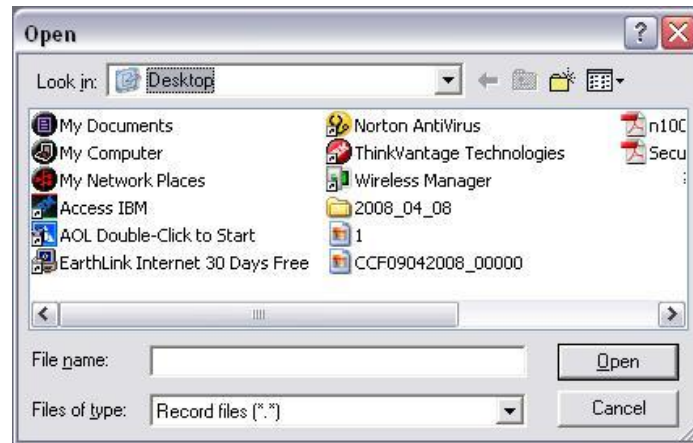 Open
Look in: Desktop
My Documents
My Computer
My Network Places
Access IBM
AOL Double-Click to Start
EarthLink Internet 30 Days Free
Norton AntiVirus
ThinkVantage Technologies
Wireless Manager
2008_04_08
1
CCF09042008_00000
n10C
Secu
File name:
Open
Files of type: Record files (*.*)
Cancel